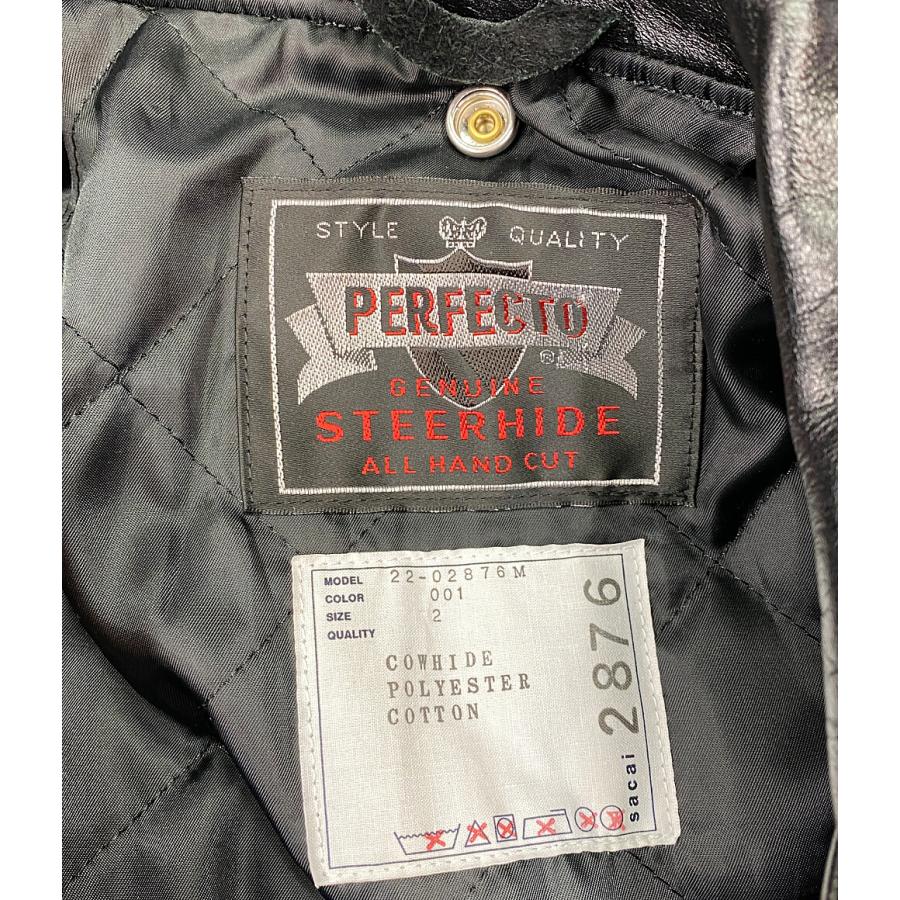 STYLE QUALITY
PERFECTO
®
GENUINE
STEERHIDE
ALL HAND CUT
MODEL 22-02876M
COLOR 001
SIZE 2
QUALITY
COWHIDE
POLYESTER
COTTON
sacai 2876